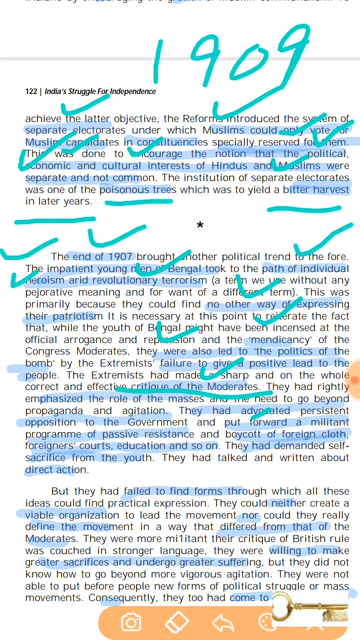 Indians by encouraging the growth of Muslim communalism. To
1909
122 | India's Struggle For Independence
achieve the latter objective, the Reforms introduced the system of
separate electorates under which Muslims could only vote for
Muslim candidates in constituencies specially reserved for them.
This was done to encourage the notion that the political,
economic and cultural interests of Hindus and Muslims were
separate and not common. The institution of separate electorates
was one of the poisonous trees which was to yield a bitter harvest
in later years.
*
The end of 1907 brought another political trend to the fore.
The impatient young men of Bengal took to the path of individual
heroism arid revolutionary terrorism (a term we use without any
pejorative meaning and for want of a different term). This was
primarily because they could find no other way of expressing
their patriotism It is necessary at this point to reiterate the fact
that, while the youth of Bengal might have been incensed at the
official arrogance and repression and the 'mendicancy' of the
Congress Moderates, they were also led to 'the politics of the
bomb' by the Extremists' failure to give a positive lead to the
people. The Extremists had made a sharp and on the whole
correct and effective critique of the Moderates. They had rightly
emphasized the role of the masses and the need to go beyond
propaganda and agitation. They had advocated persistent
opposition to the Government and put forward a militant
programme of passive resistance and boycott of foreign cloth,
foreigners' courts, education and so on. They had demanded self-
sacrifice from the youth. They had talked and written about
direct action.
But they had failed to find forms through which all these
ideas could find practical expression. They could neither create a
viable organization to lead the movement nor could they really
define the movement in a way that differed from that of the
Moderates. They were more mi1itant their critique of British rule
was couched in stronger language, they were willing to make
greater sacrifices and undergo greater suffering, but they did not
know how to go beyond more vigorous agitation. They were not
able to put before people new forms of political struggle or mass
movements. Consequently, they too had come to